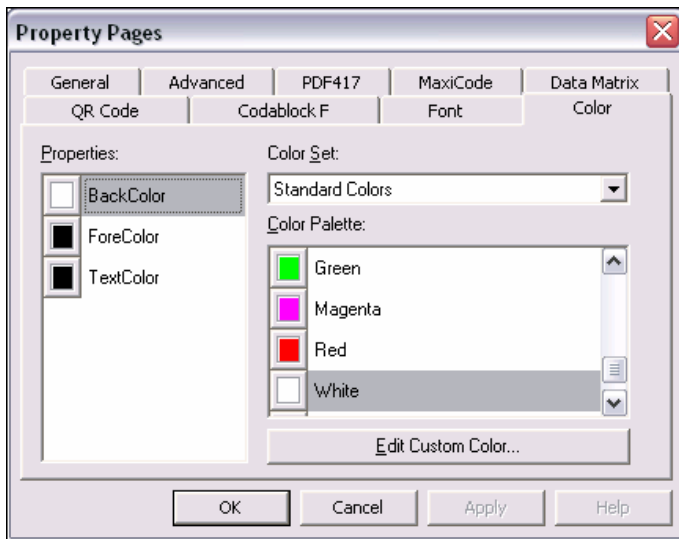 Property Pages
General Advanced PDF417 MaxiCode Data Matrix
QR Code Codablock F Font Color
Properties: Color Set:
BackColor Standard Colors
ForeColor Color Palette:
TextColor Green
Magenta
Red
White
Edit Custom Color...
OK Cancel Apply Help